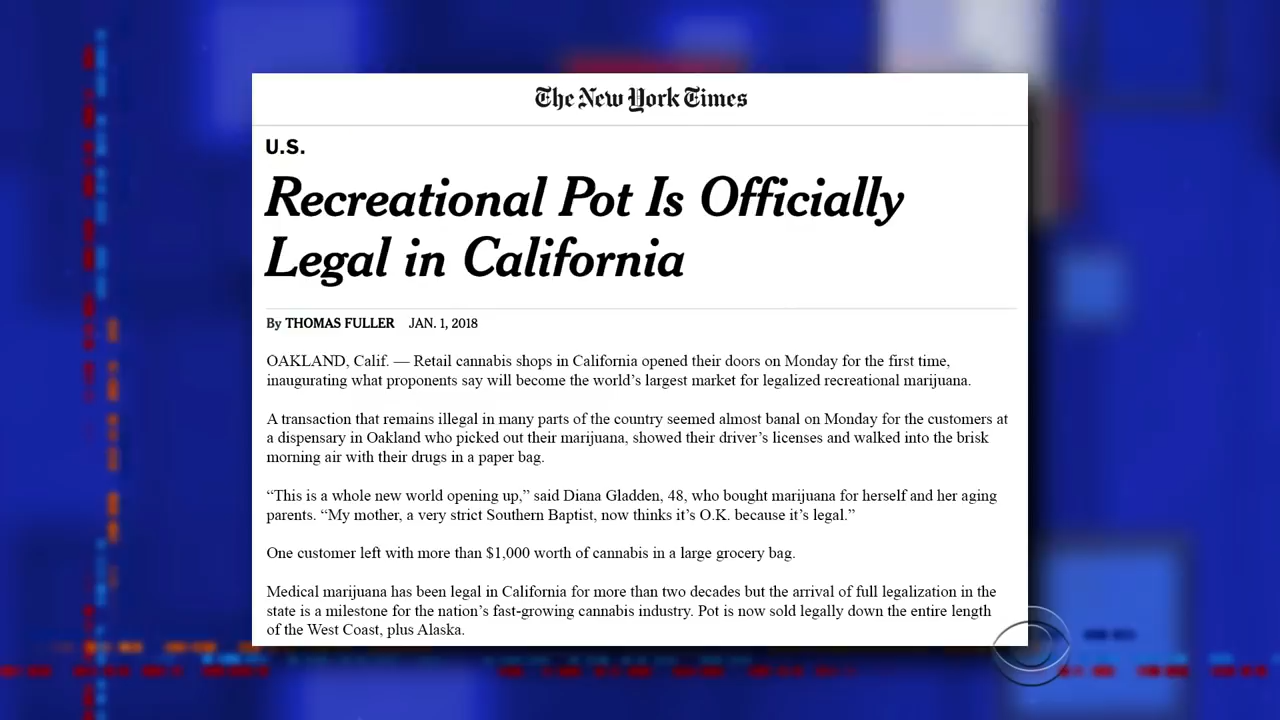 The New York Times
U.S.
Recreational Pot Is Officially
Legal in California
By THOMAS FULLER JAN. 1, 2018
OAKLAND, Calif. — Retail cannabis shops in California opened their doors on Monday for the first time,
inaugurating what proponents say will become the world’s largest market for legalized recreational marijuana.
A transaction that remains illegal in many parts of the country seemed almost banal on Monday for the customers at
a dispensary in Oakland who picked out their marijuana, showed their driver’s licenses and walked into the brisk
morning air with their drugs in a paper bag.
“This is a whole new world opening up,” said Diana Gladden, 48, who bought marijuana for herself and her aging
parents. “My mother, a very strict Southern Baptist, now thinks it’s O.K. because it’s legal.”
One customer left with more than $1,000 worth of cannabis in a large grocery bag.
Medical marijuana has been legal in California for more than two decades but the arrival of full legalization in the
state is a milestone for the nation’s fast-growing cannabis industry. Pot is now sold legally down the entire length
of the West Coast, plus Alaska.